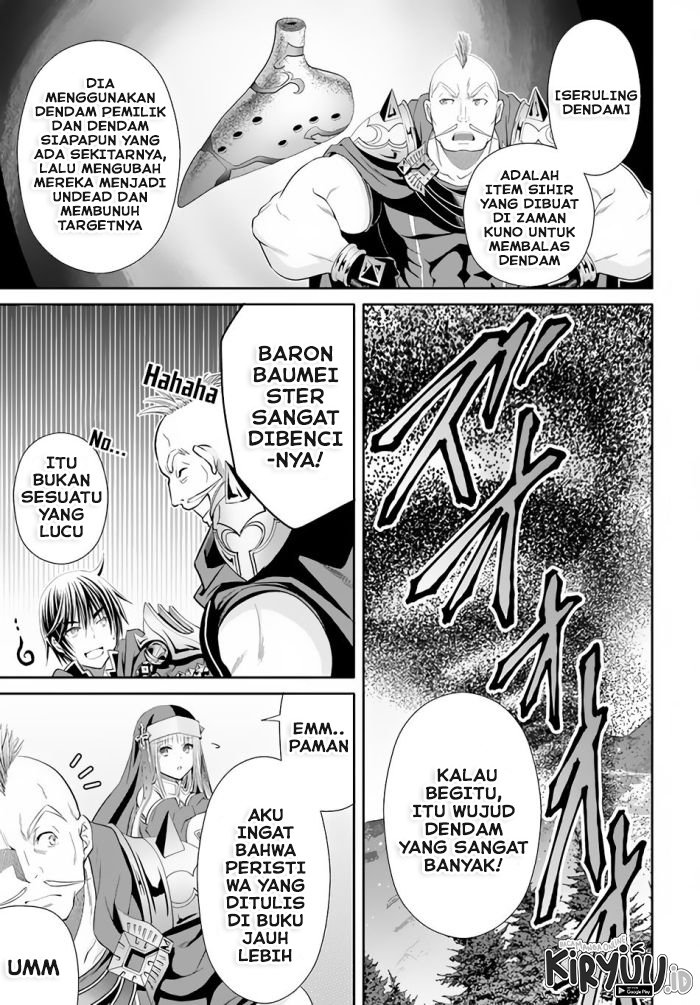 [SERULING
DENDAM]
ADALAH
ITEM SIHIR
YANG DIBUAT
DI ZAMAN
KUNO UNTUK
MEMBALAS
DENDAM
DIA
MENGGUNAKAN
DENDAM PEMILIK
DAN DENDAM
SIAPAPUN YANG
ADA SEKITARNYA,
LALU MENGUBAH
MEREKA MENJADI
UNDEAD DAN
MEMBUNUH
TARGETNYA
KALAU
BEGITU,
ITU WUJUD
DENDAM
YANG SANGAT
BANYAK!
BARON
BAUMEI
STER
SANGAT
DIBENCI
-NYA!
Hahaha
No...
ITU
BUKAN
SESUATU
YANG
LUCU
EMM..
PAMAN
AKU
INGAT
BAHWA
PERISTI
WA YANG
DITULIS
DI BUKU
JAUH
LEBIH
UMM
KIRYUU.iD
Google Play